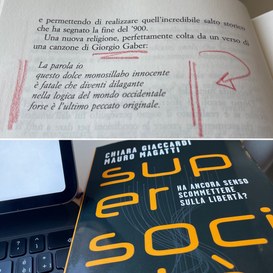 e permettendo di realizzare quell'incredibile salto storico
che ha segnato la fine del '900.
Una nuova religione, perfettamente colta da un verso di
una canzone di Giorgio Gaber:
La parola io
questo dolce monosillabo innocente
è fatale che diventi dilagante
nella logica del mondo occidentale
forse è l'ultimo peccato originale.
CHIARA GIACCARDI
MAURO MAGATTI
sup
er
soci
HA ANCORA SENSO
SCOMMETTERE
SULLA LIBERTÀ?